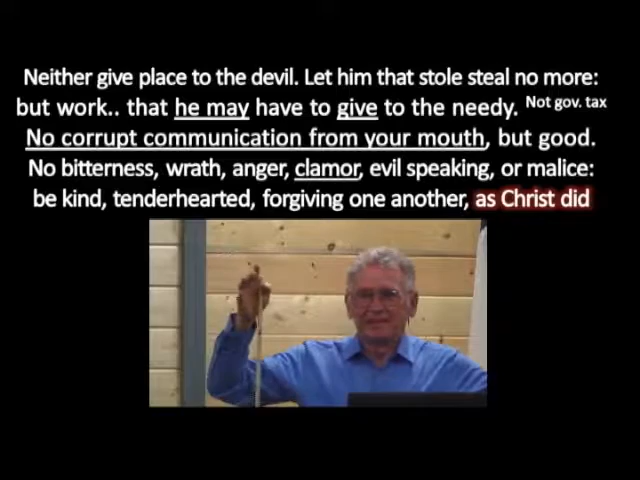 Neither give place to the devil. Let him that stole steal no more:
but work.. that he may have to give to the needy. Not gov. tax
No corrupt communication from your mouth, but good.
No bitterness, wrath, anger, clamor, evil speaking, or malice:
be kind, tenderhearted, forgiving one another, as Christ did